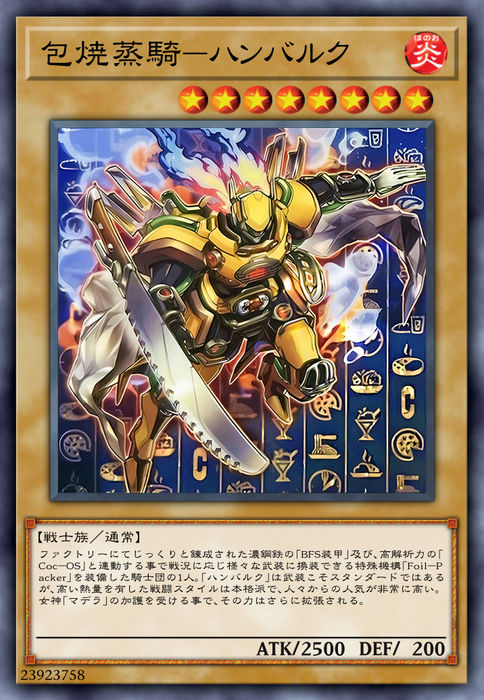 包焼蒸騎－ハンバルク
ほのお
炎
【戦士族／通常】
ファクトリーにてじっくりと錬成された濃鋼鉄の「BFS装甲」及び、高解析力の
「Coc－OS」と連動する事で戦況に応じ様々な武装に換装できる特殊機構「Foil－P
acker」を装備した騎士団の1人。「ハンバルク」は武装こそスタンダードではある
が、高い熱量を有した戦闘スタイルは本格派で、人々からの人気が非常に高い。
女神「マデラ」の加護を受ける事で、その力はさらに拡張される。
ATK/2500 DEF/ 200
23923758